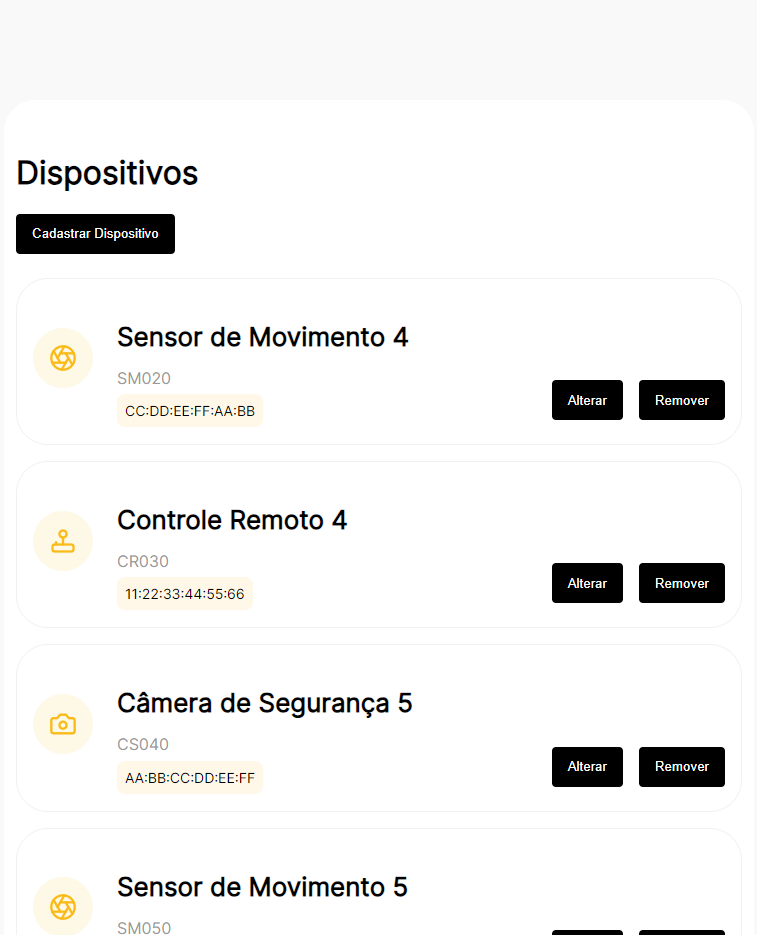 Dispositivos
Cadastrar Dispositivo
Sensor de Movimento 4
SM020
CC:DD:EE:FF:AA:BB
Alterar Remover
Controle Remoto 4
CR030
11:22:33:44:55:66
Alterar Remover
Câmera de Segurança 5
CS040
AA:BB:CC:DD:EE:FF
Alterar Remover
Sensor de Movimento 5
SM050